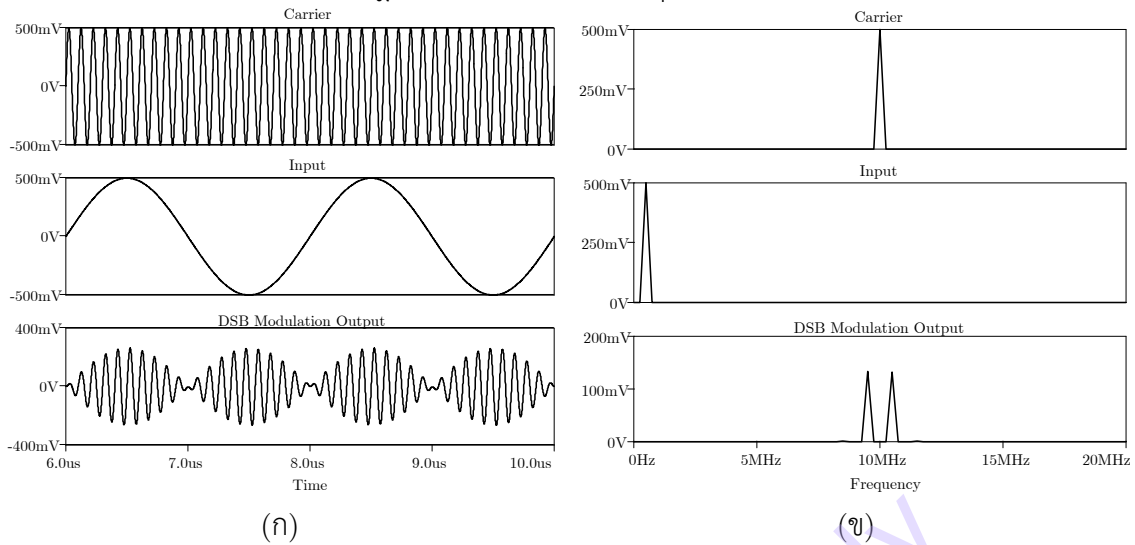 Carrier
500mV
0V
-500mV
Input
500mV
0V
-500mV
DSB Modulation Output
400mV
0V
-400mV
6.0us 7.0us 8.0us 9.0us 10.0us
Time
(ก)
Carrier
500mV
250mV
0V
Input
500mV
250mV
0V
DSB Modulation Output
200mV
100mV
0V
0Hz 5MHz 10MHz 15MHz 20MHz
Frequency
(ข)